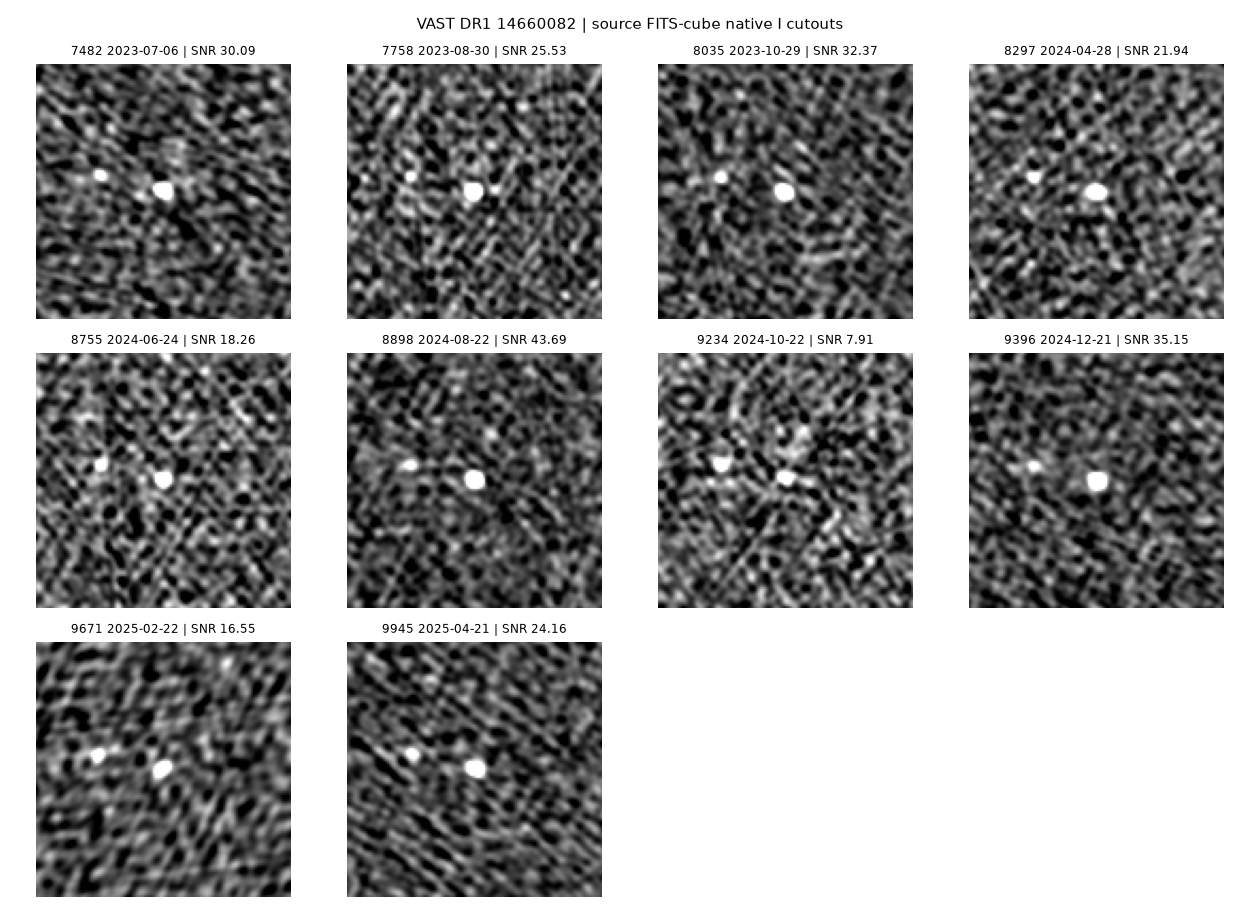 VAST DR1 14660082 | source FITS-cube native I cutouts
7482 2023-07-06 | SNR 30.09
7758 2023-08-30 | SNR 25.53
8035 2023-10-29 | SNR 32.37
8297 2024-04-28 | SNR 21.94
8755 2024-06-24 | SNR 18.26
8898 2024-08-22 | SNR 43.69
9234 2024-10-22 | SNR 7.91
9396 2024-12-21 | SNR 35.15
9671 2025-02-22 | SNR 16.55
9945 2025-04-21 | SNR 24.16